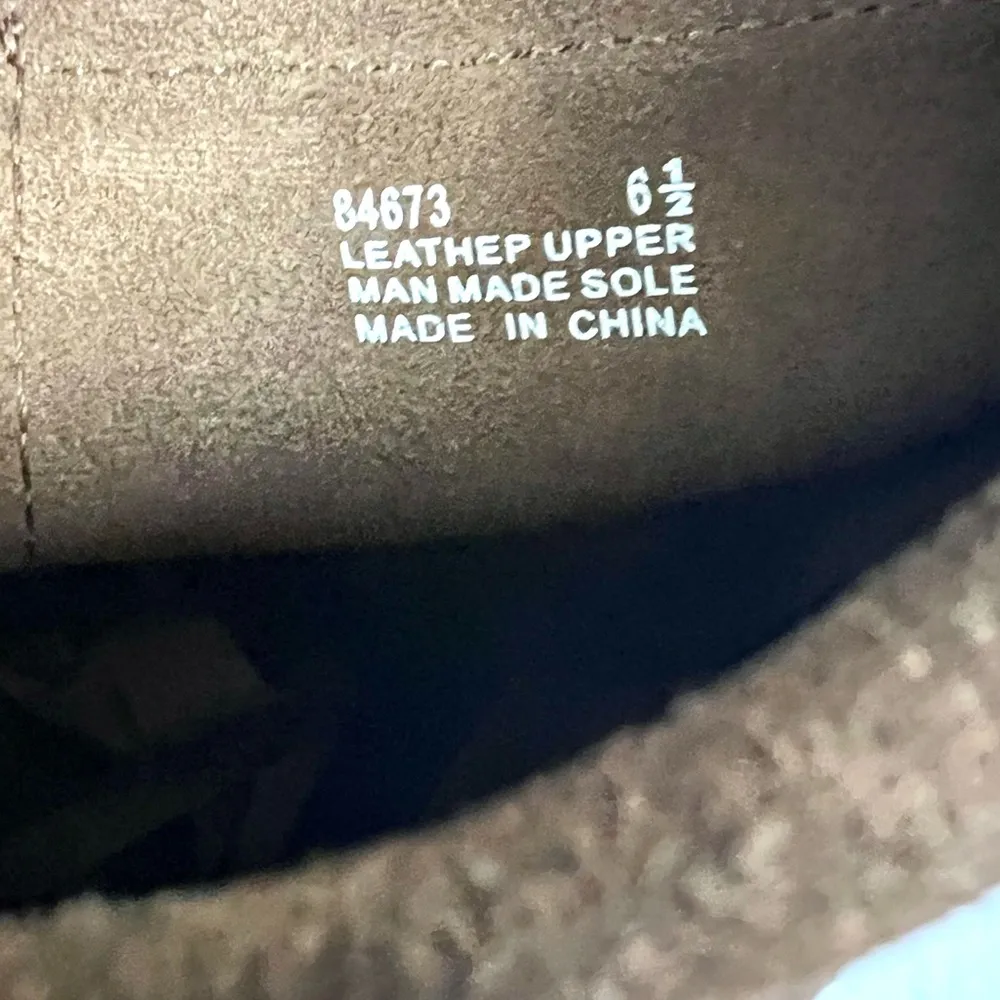 84673 6 1/2
LEATHEP UPPER
MAN MADE SOLE
MADE IN CHINA